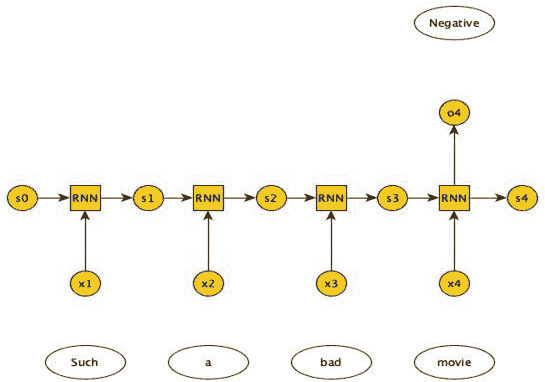 Negative
o4
s0 RNN s1 RNN s2 RNN s3 RNN s4
x1 x2 x3 x4
Such a bad movie